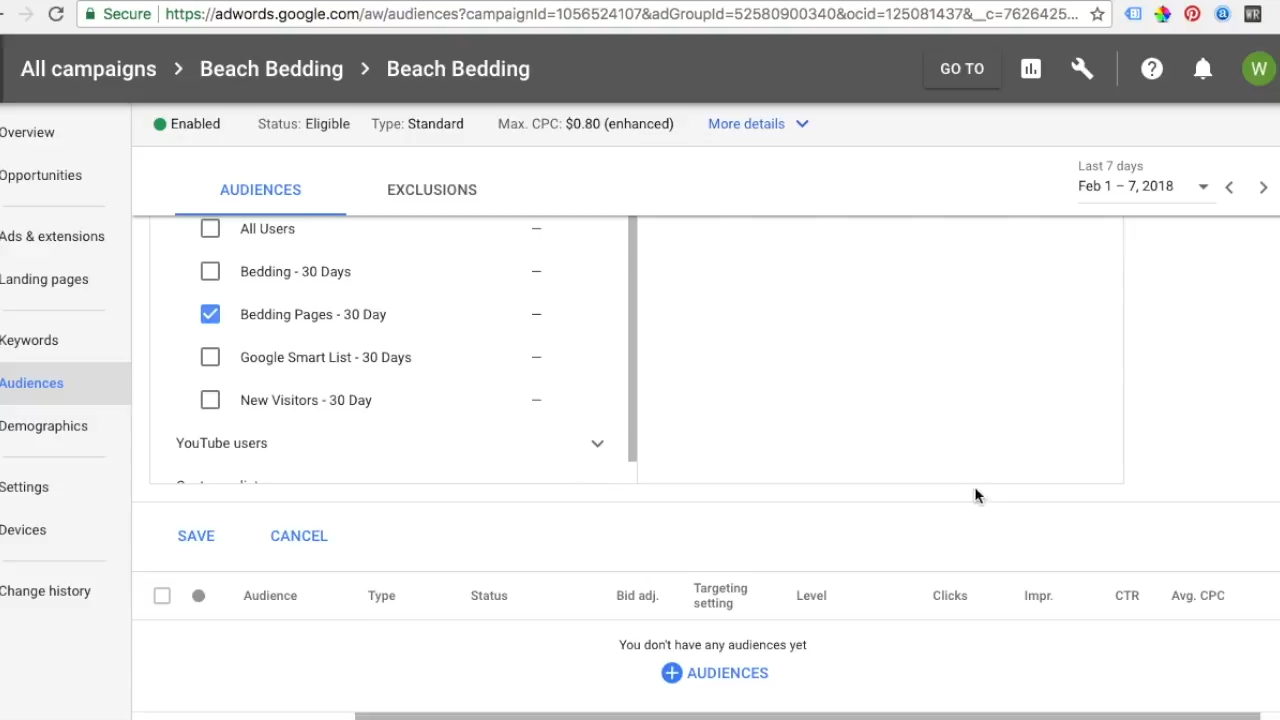 Secure https://adwords.google.com/aw/audiences?campaignId=1056524107&adGroupId=52580900340&ocid=125081437&__c=7626425...
WR
All campaigns > Beach Bedding > Beach Bedding GO TO W
Enabled Status: Eligible Type: Standard Max. CPC: $0.80 (enhanced) More details
Overview
Opportunities
Ads & extensions
Landing pages
Keywords
Audiences
Demographics
Settings
Devices
Change history
AUDIENCES EXCLUSIONS
Last 7 days
Feb 1 – 7, 2018
All Users –
Bedding - 30 Days –
Bedding Pages - 30 Day –
Google Smart List - 30 Days –
New Visitors - 30 Day –
YouTube users
SAVE CANCEL
Audience Type Status Bid adj. Targeting setting Level Clicks Impr. CTR Avg. CPC
You don't have any audiences yet
AUDIENCES